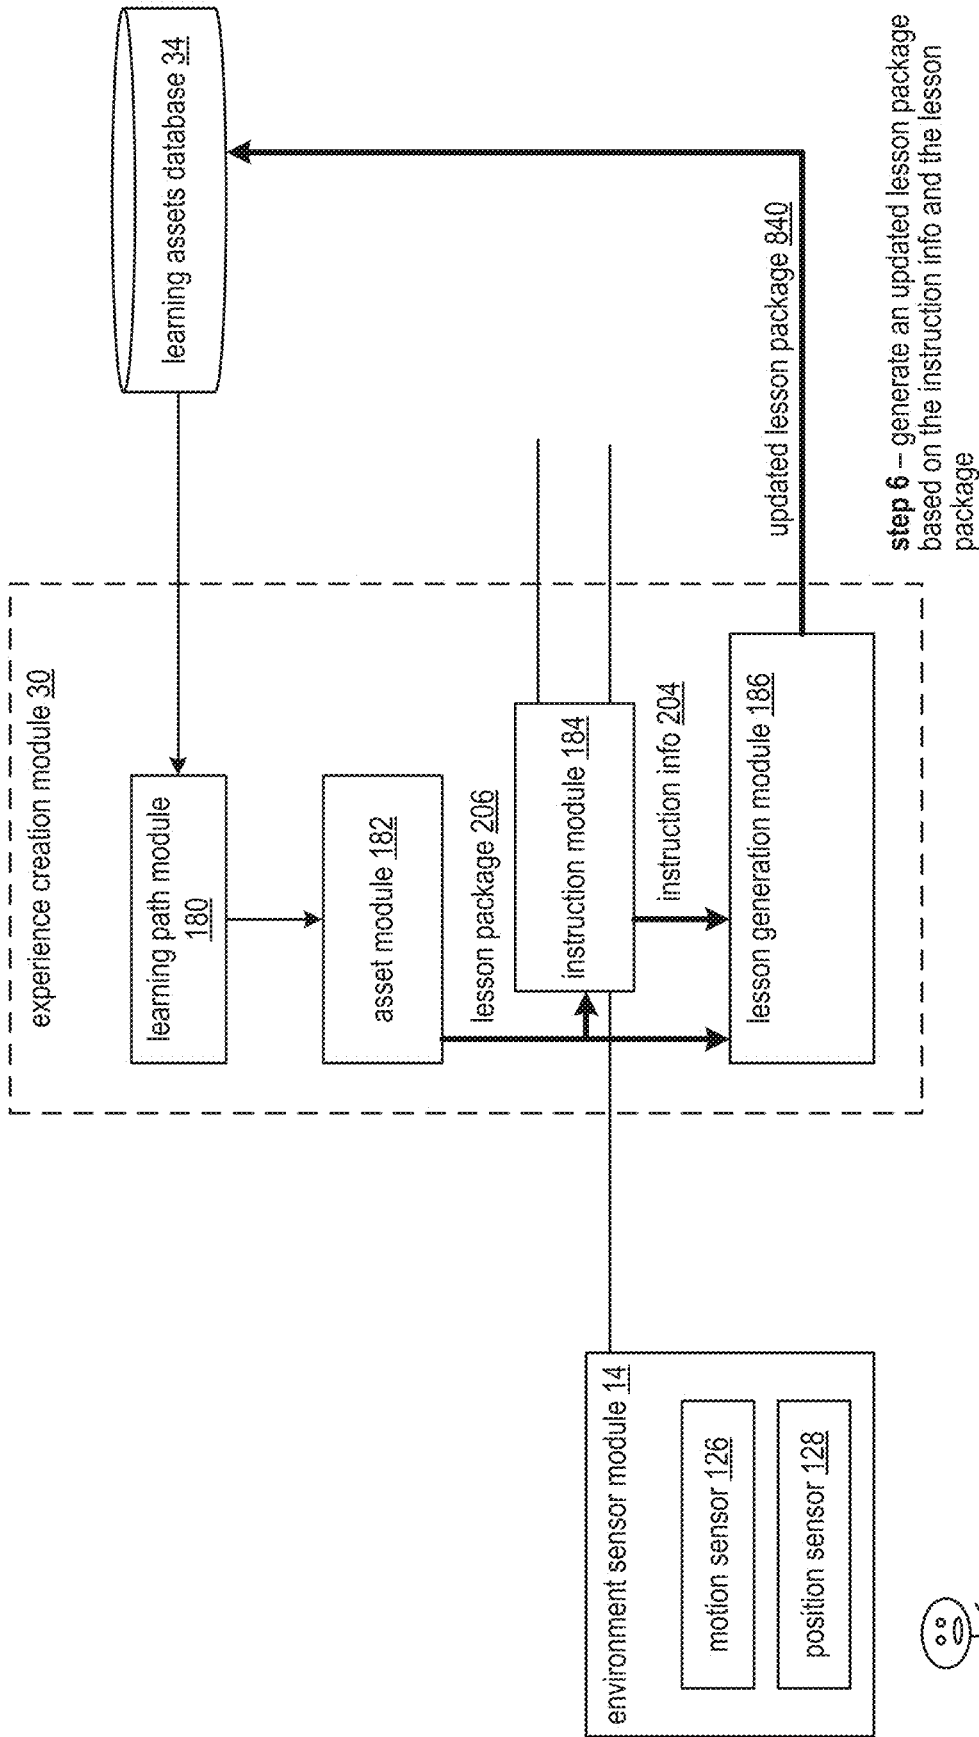 experience creation module 30
learning path module
180
learning assets database 34
asset module 182
lesson package 206
instruction module 184
instruction info 204
lesson generation module 186
updated lesson package 840
environment sensor module 14
motion sensor 126
position sensor 128
step 6 – generate an updated lesson package
based on the instruction info and the lesson
package